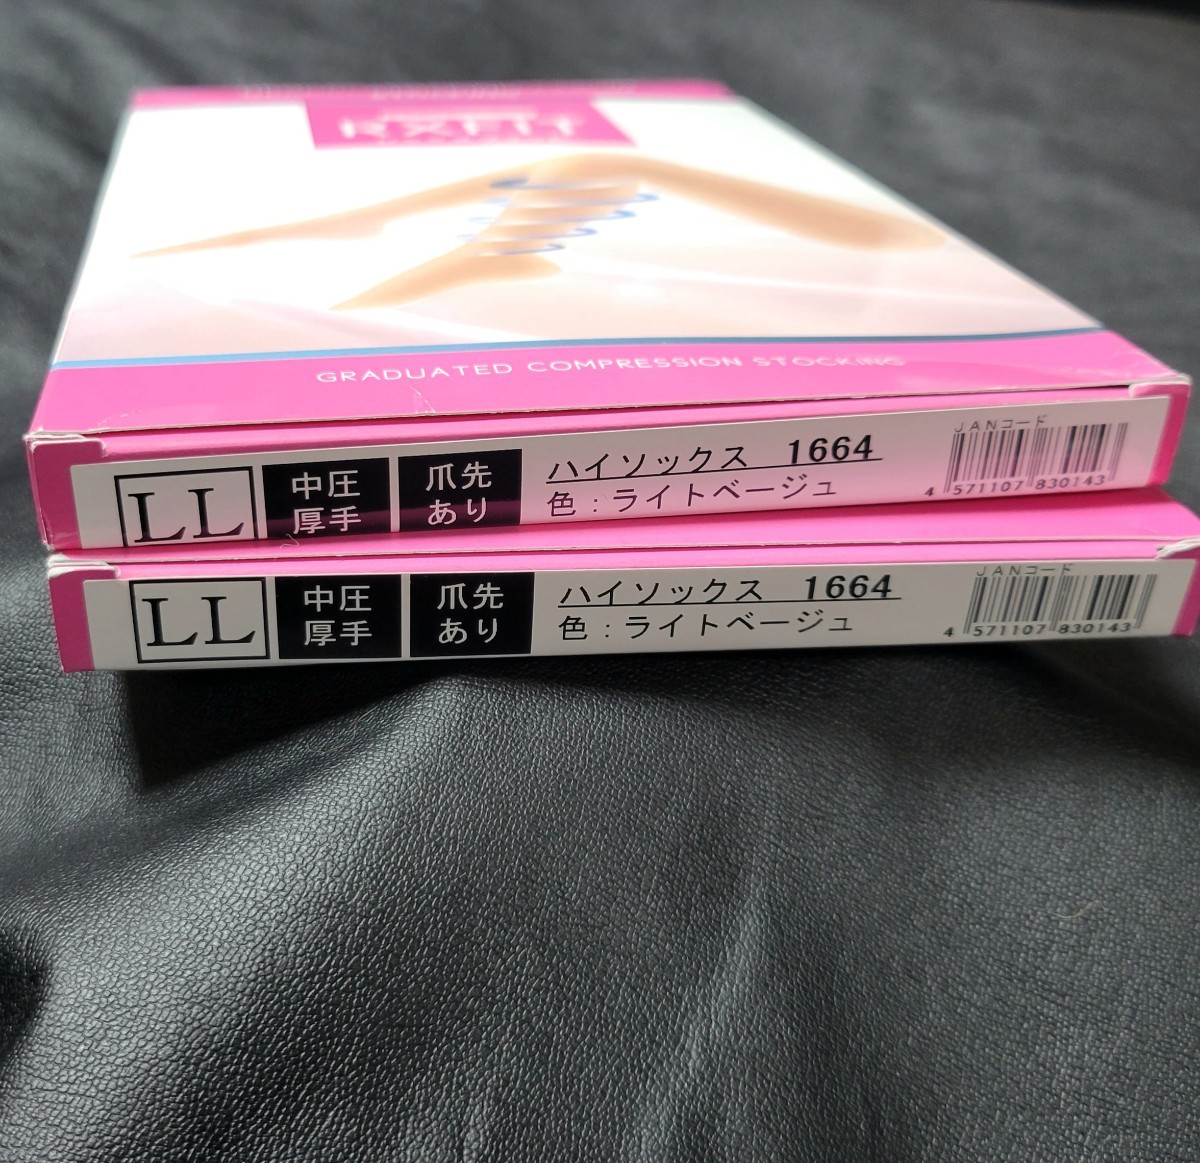 RXFIT
GRADUATED COMPRESSION STOCKING
LL
中圧
厚手
爪先
あり
ハイソックス 1664
色：ライトベージュ
JANコード
4 571107 830143
LL
中圧
厚手
爪先
あり
ハイソックス 1664
色：ライトベージュ
JANコード
4 571107 830143